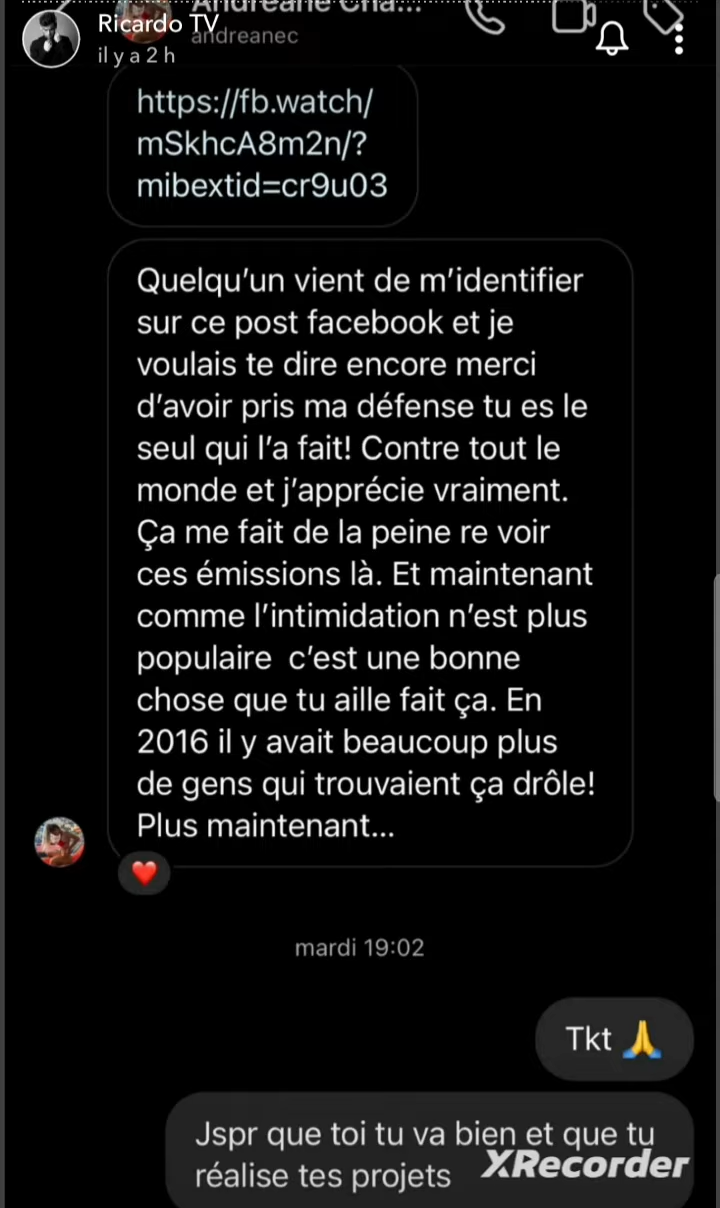 Ricardo TV
il y a 2 h
Andréane Cha...
andreanec
https://fb.watch/
mSkhcA8m2n/?
mibextid=cr9u03
Quelqu'un vient de m'identifier
sur ce post facebook et je
voulais te dire encore merci
d'avoir pris ma défense tu es le
seul qui l'a fait! Contre tout le
monde et j'apprécie vraiment.
Ça me fait de la peine re voir
ces émissions là. Et maintenant
comme l'intimidation n'est plus
populaire  c'est une bonne
chose que tu aille fait ça. En
2016 il y avait beaucoup plus
de gens qui trouvaient ça drôle!
Plus maintenant...
❤️
mardi 19:02
Tkt 🙏
Jspr que toi tu va bien et que tu
réalise tes projets
XRecorder